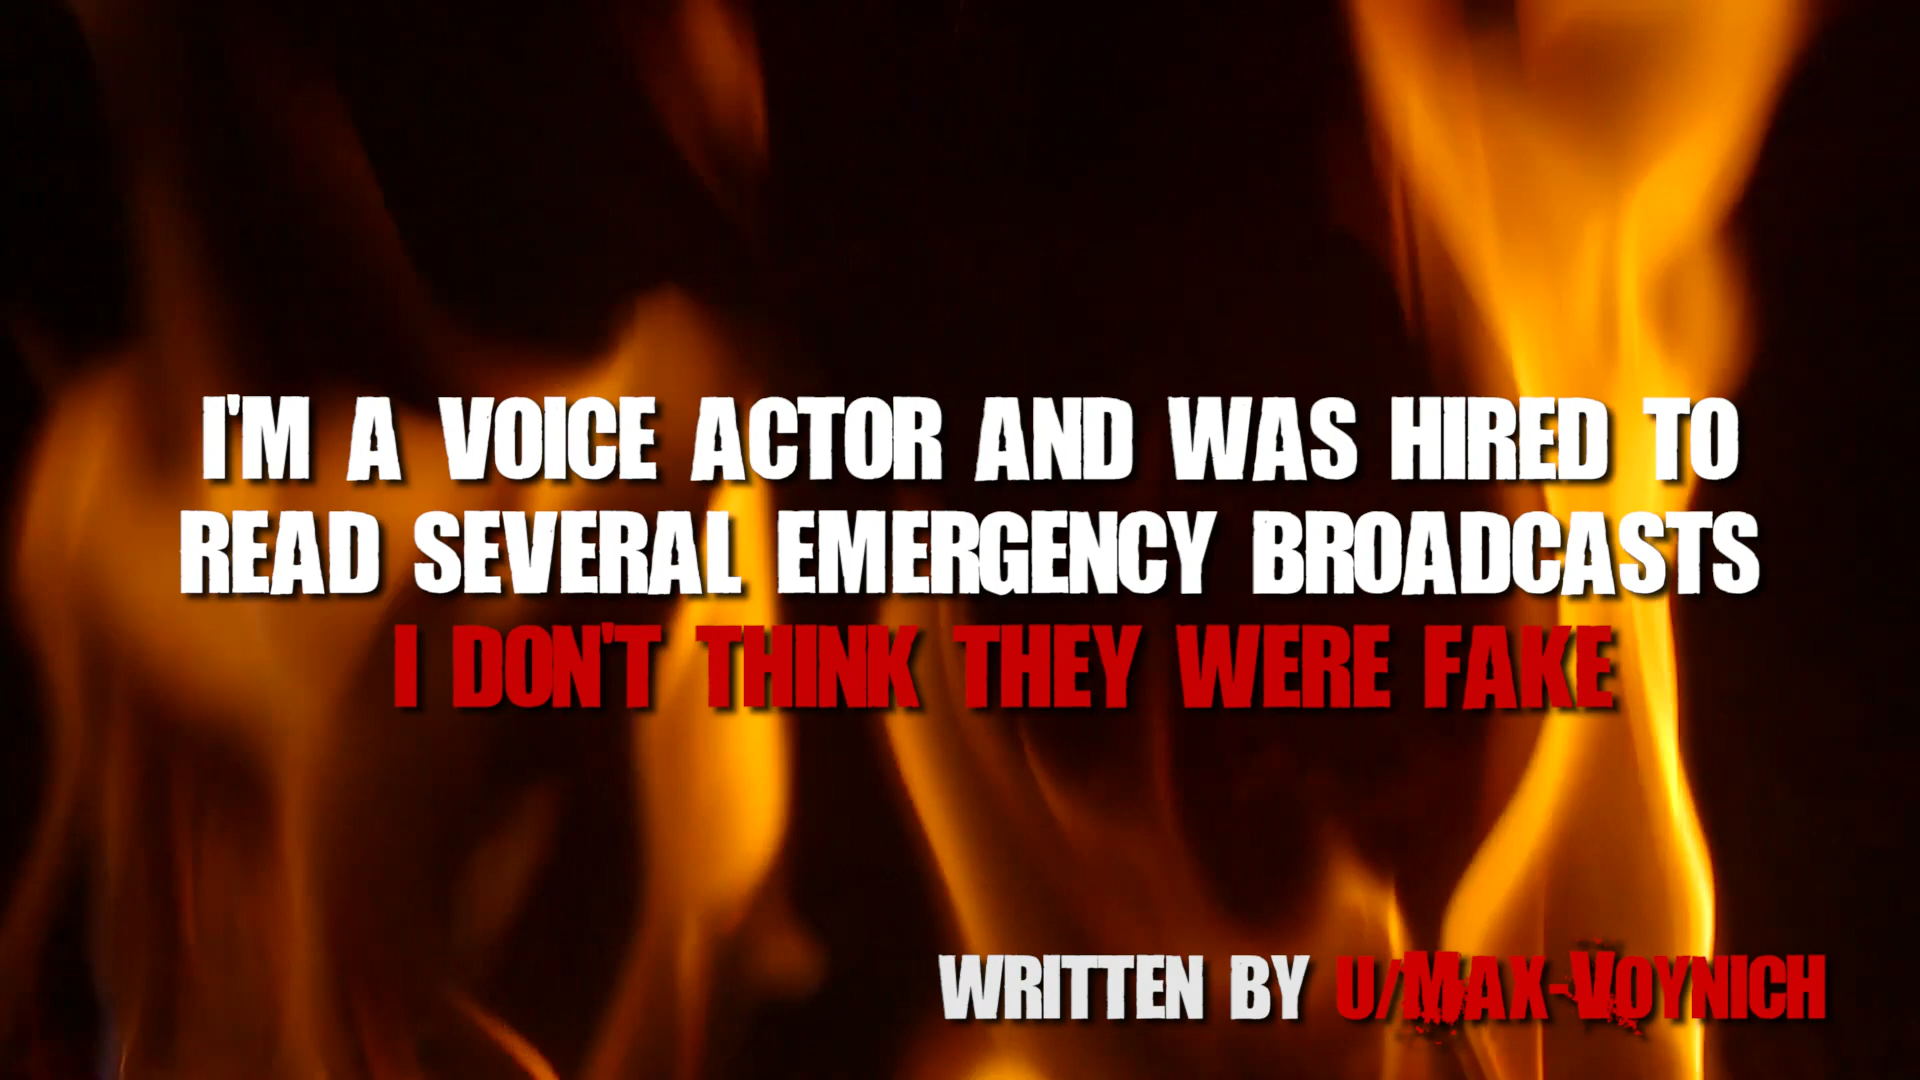 I'M A VOICE ACTOR AND WAS HIRED TO
READ SEVERAL EMERGENCY BROADCASTS
I DON'T THINK THEY WERE FAKE
WRITTEN BY U/MAX-VOYNICH